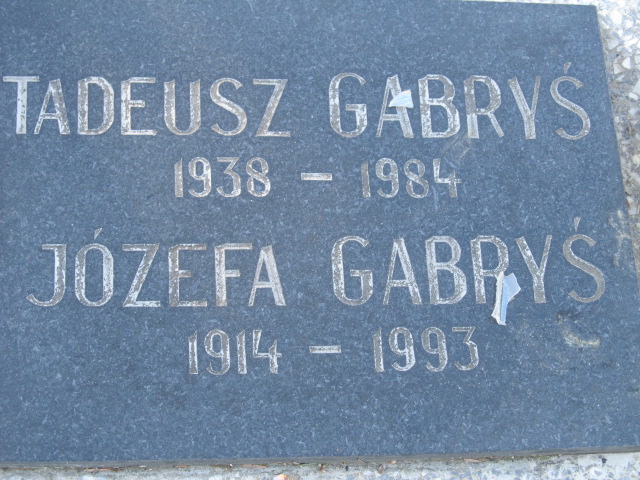 TADEUSZ GABRYŚ
1938 – 1984
JÓZEFA GABRYŚ
1914 – 1993